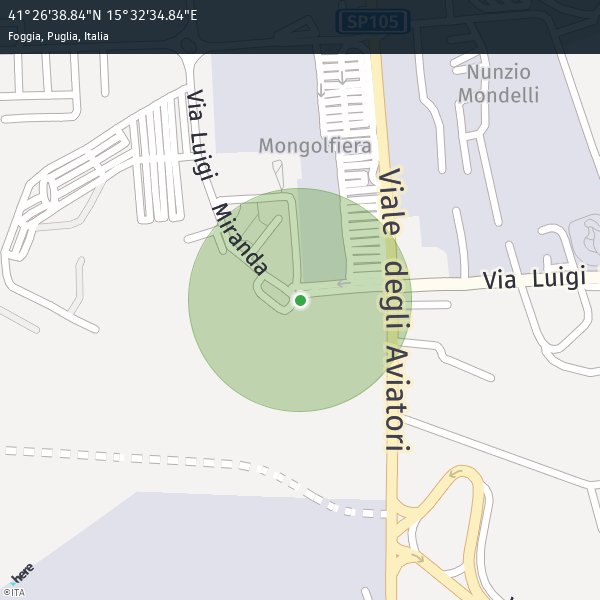 41°26'38.84"N 15°32'34.84"E
Foggia, Puglia, Italia
SP105
Nunzio
Mondelli
Mongolfiera
Via Luigi Miranda
Viale degli Aviatori
Via Luigi
here
©ITA